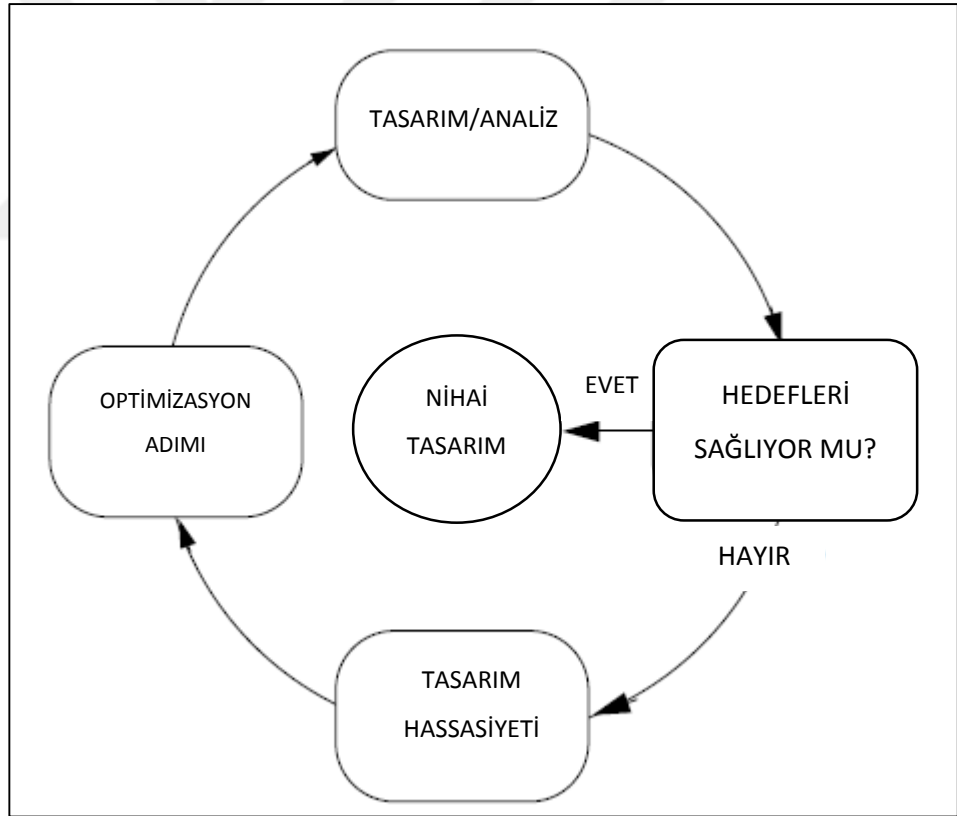 TASARIM/ANALİZ
OPTİMİZASYON
ADIMI
NİHAİ
TASARIM
EVET
HEDEFLERİ
SAĞLIYOR MU?
HAYIR
TASARIM
HASSASİYETİ